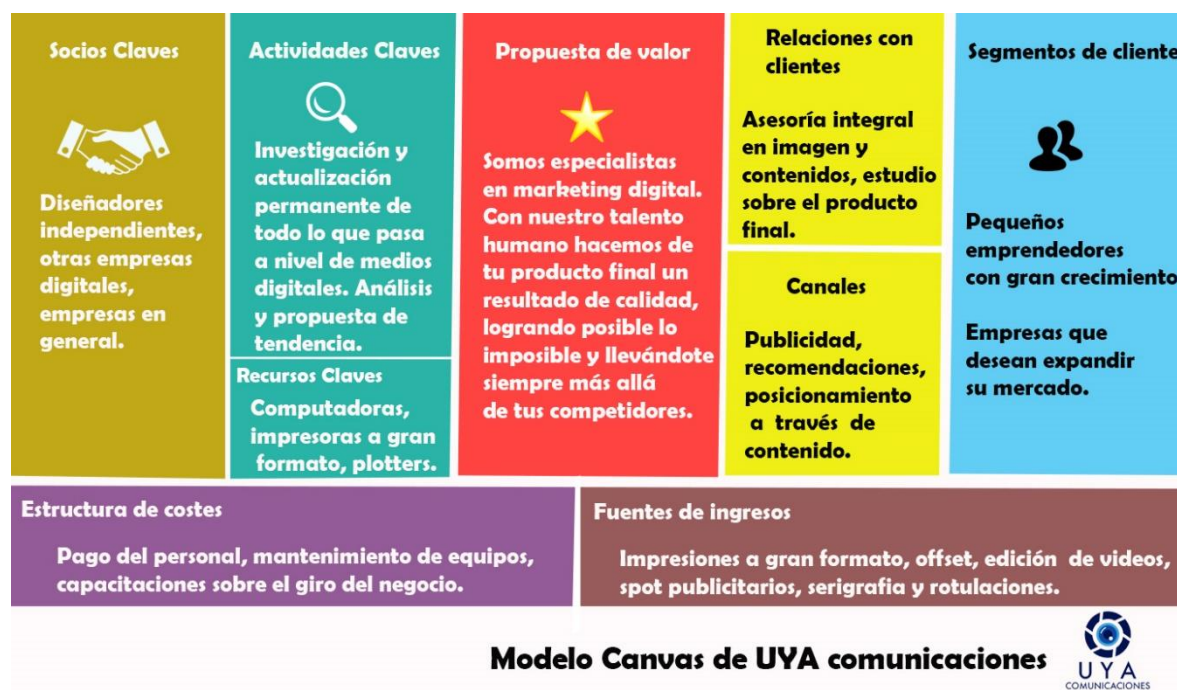 Socios Claves
Diseñadores
independientes,
otras empresas
digitales,
empresas en
general.
Actividades Claves
Investigación y
actualización
permanente de
todo lo que pasa
a nivel de medios
digitales. Análisis
y propuesta de
tendencia.
Recursos Claves
Computadoras,
impresoras a gran
formato, plotters.
Propuesta de valor
Somos especialistas
en marketing digital.
Con nuestro talento
humano hacemos de
tu producto final un
resultado de calidad,
logrando posible lo
imposible y llevándote
siempre más allá
de tus competidores.
Relaciones con
clientes
Asesoría integral
en imagen y
contenidos, estudio
sobre el producto
final.
Canales
Publicidad,
recomendaciones,
posicionamiento
a través de
contenido.
Segmentos de cliente
Pequeños
emprendedores
con gran crecimiento
Empresas que
desean expandir
su mercado.
Estructura de costes
Pago del personal, mantenimiento de equipos,
capacitaciones sobre el giro del negocio.
Fuentes de ingresos
Impresiones a gran formato, offset, edición de videos,
spot publicitarios, serigrafia y rotulaciones.
Modelo Canvas de UYA comunicaciones
UYA
COMUNICACIONES